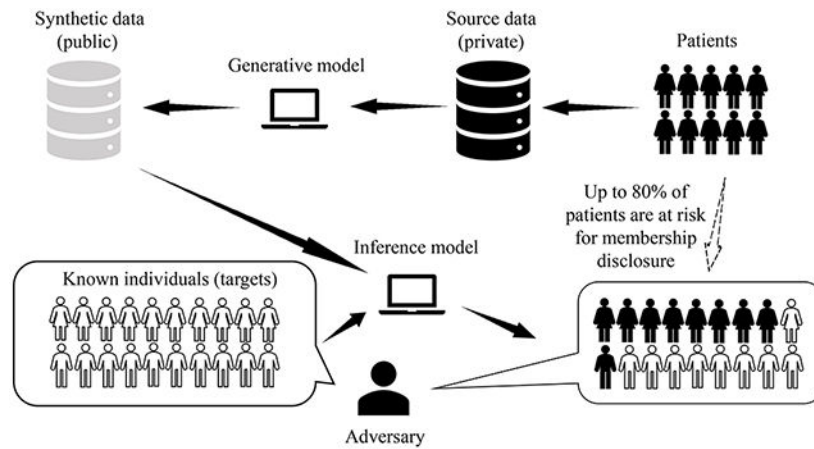 Synthetic data
(public)
Generative model
Source data
(private)
Patients
Up to 80% of
patients are at risk
for membership
disclosure
Inference model
Known individuals (targets)
Adversary